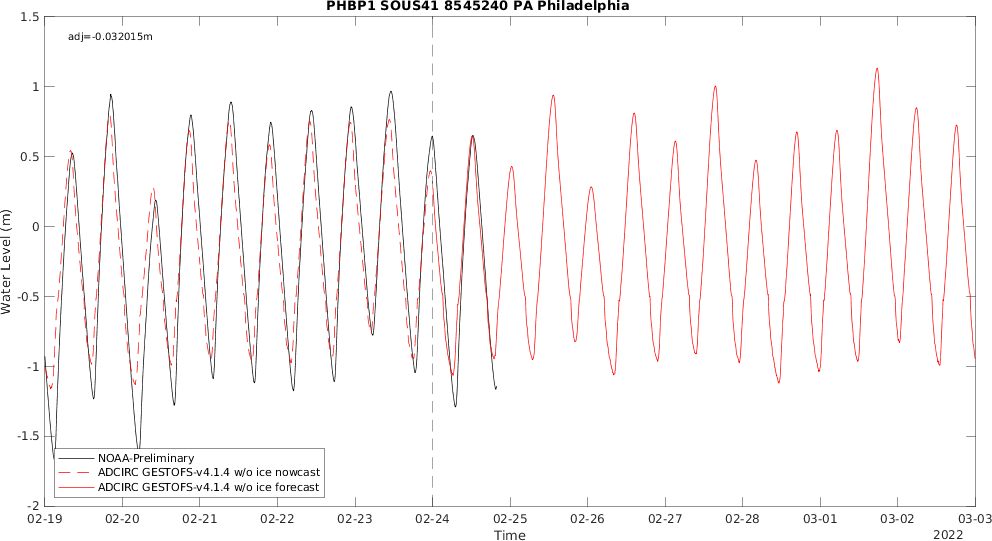 PHBP1 SOUS41 8545240 PA Philadelphia
adj=-0.032015m
1.5
1
0.5
0
-0.5
-1
-1.5
-2
Water Level (m)
NOAA-Preliminary
ADCIRC GESTOFS-v4.1.4 w/o ice nowcast
ADCIRC GESTOFS-v4.1.4 w/o ice forecast
02-19 02-20 02-21 02-22 02-23 02-24 02-25 02-26 02-27 02-28 03-01 03-02 03-03
Time
2022